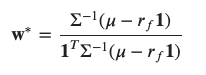 w* = Σ⁻¹(μ − r_f 1) / 1ᵀΣ⁻¹(μ − r_f 1)